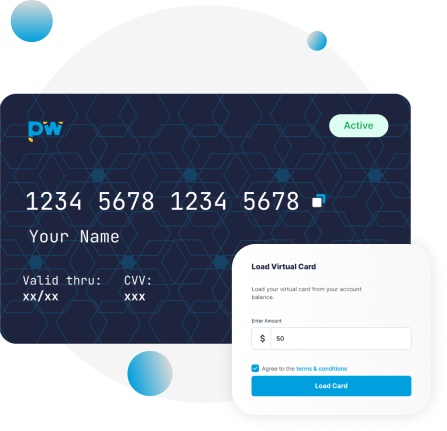 pw
Active
1234 5678 1234 5678
Your Name
Valid thru: CVV:
xx/xx xxx
Load Virtual Card
Load your virtual card from your account
balance.
Enter Amount
$ 50
Agree to the terms & conditions
Load Card